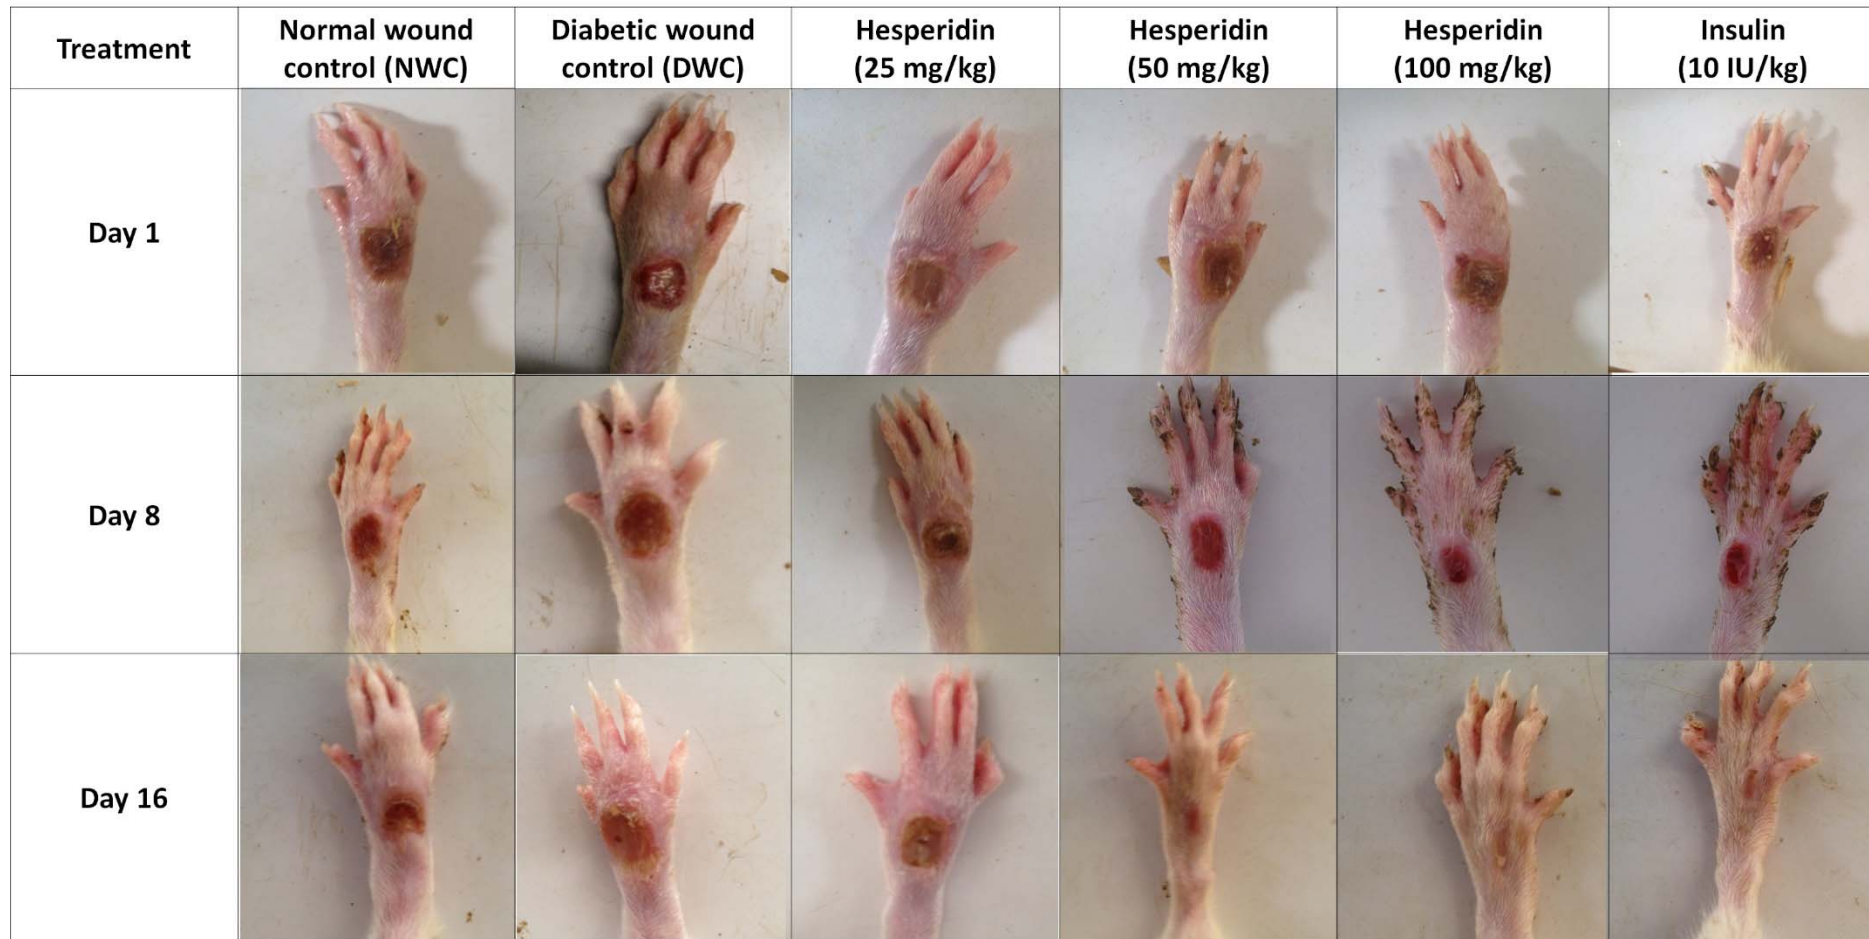 Treatment
Normal wound
control (NWC)
Diabetic wound
control (DWC)
Hesperidin
(25 mg/kg)
Hesperidin
(50 mg/kg)
Hesperidin
(100 mg/kg)
Insulin
(10 IU/kg)
Day 1
Day 8
Day 16